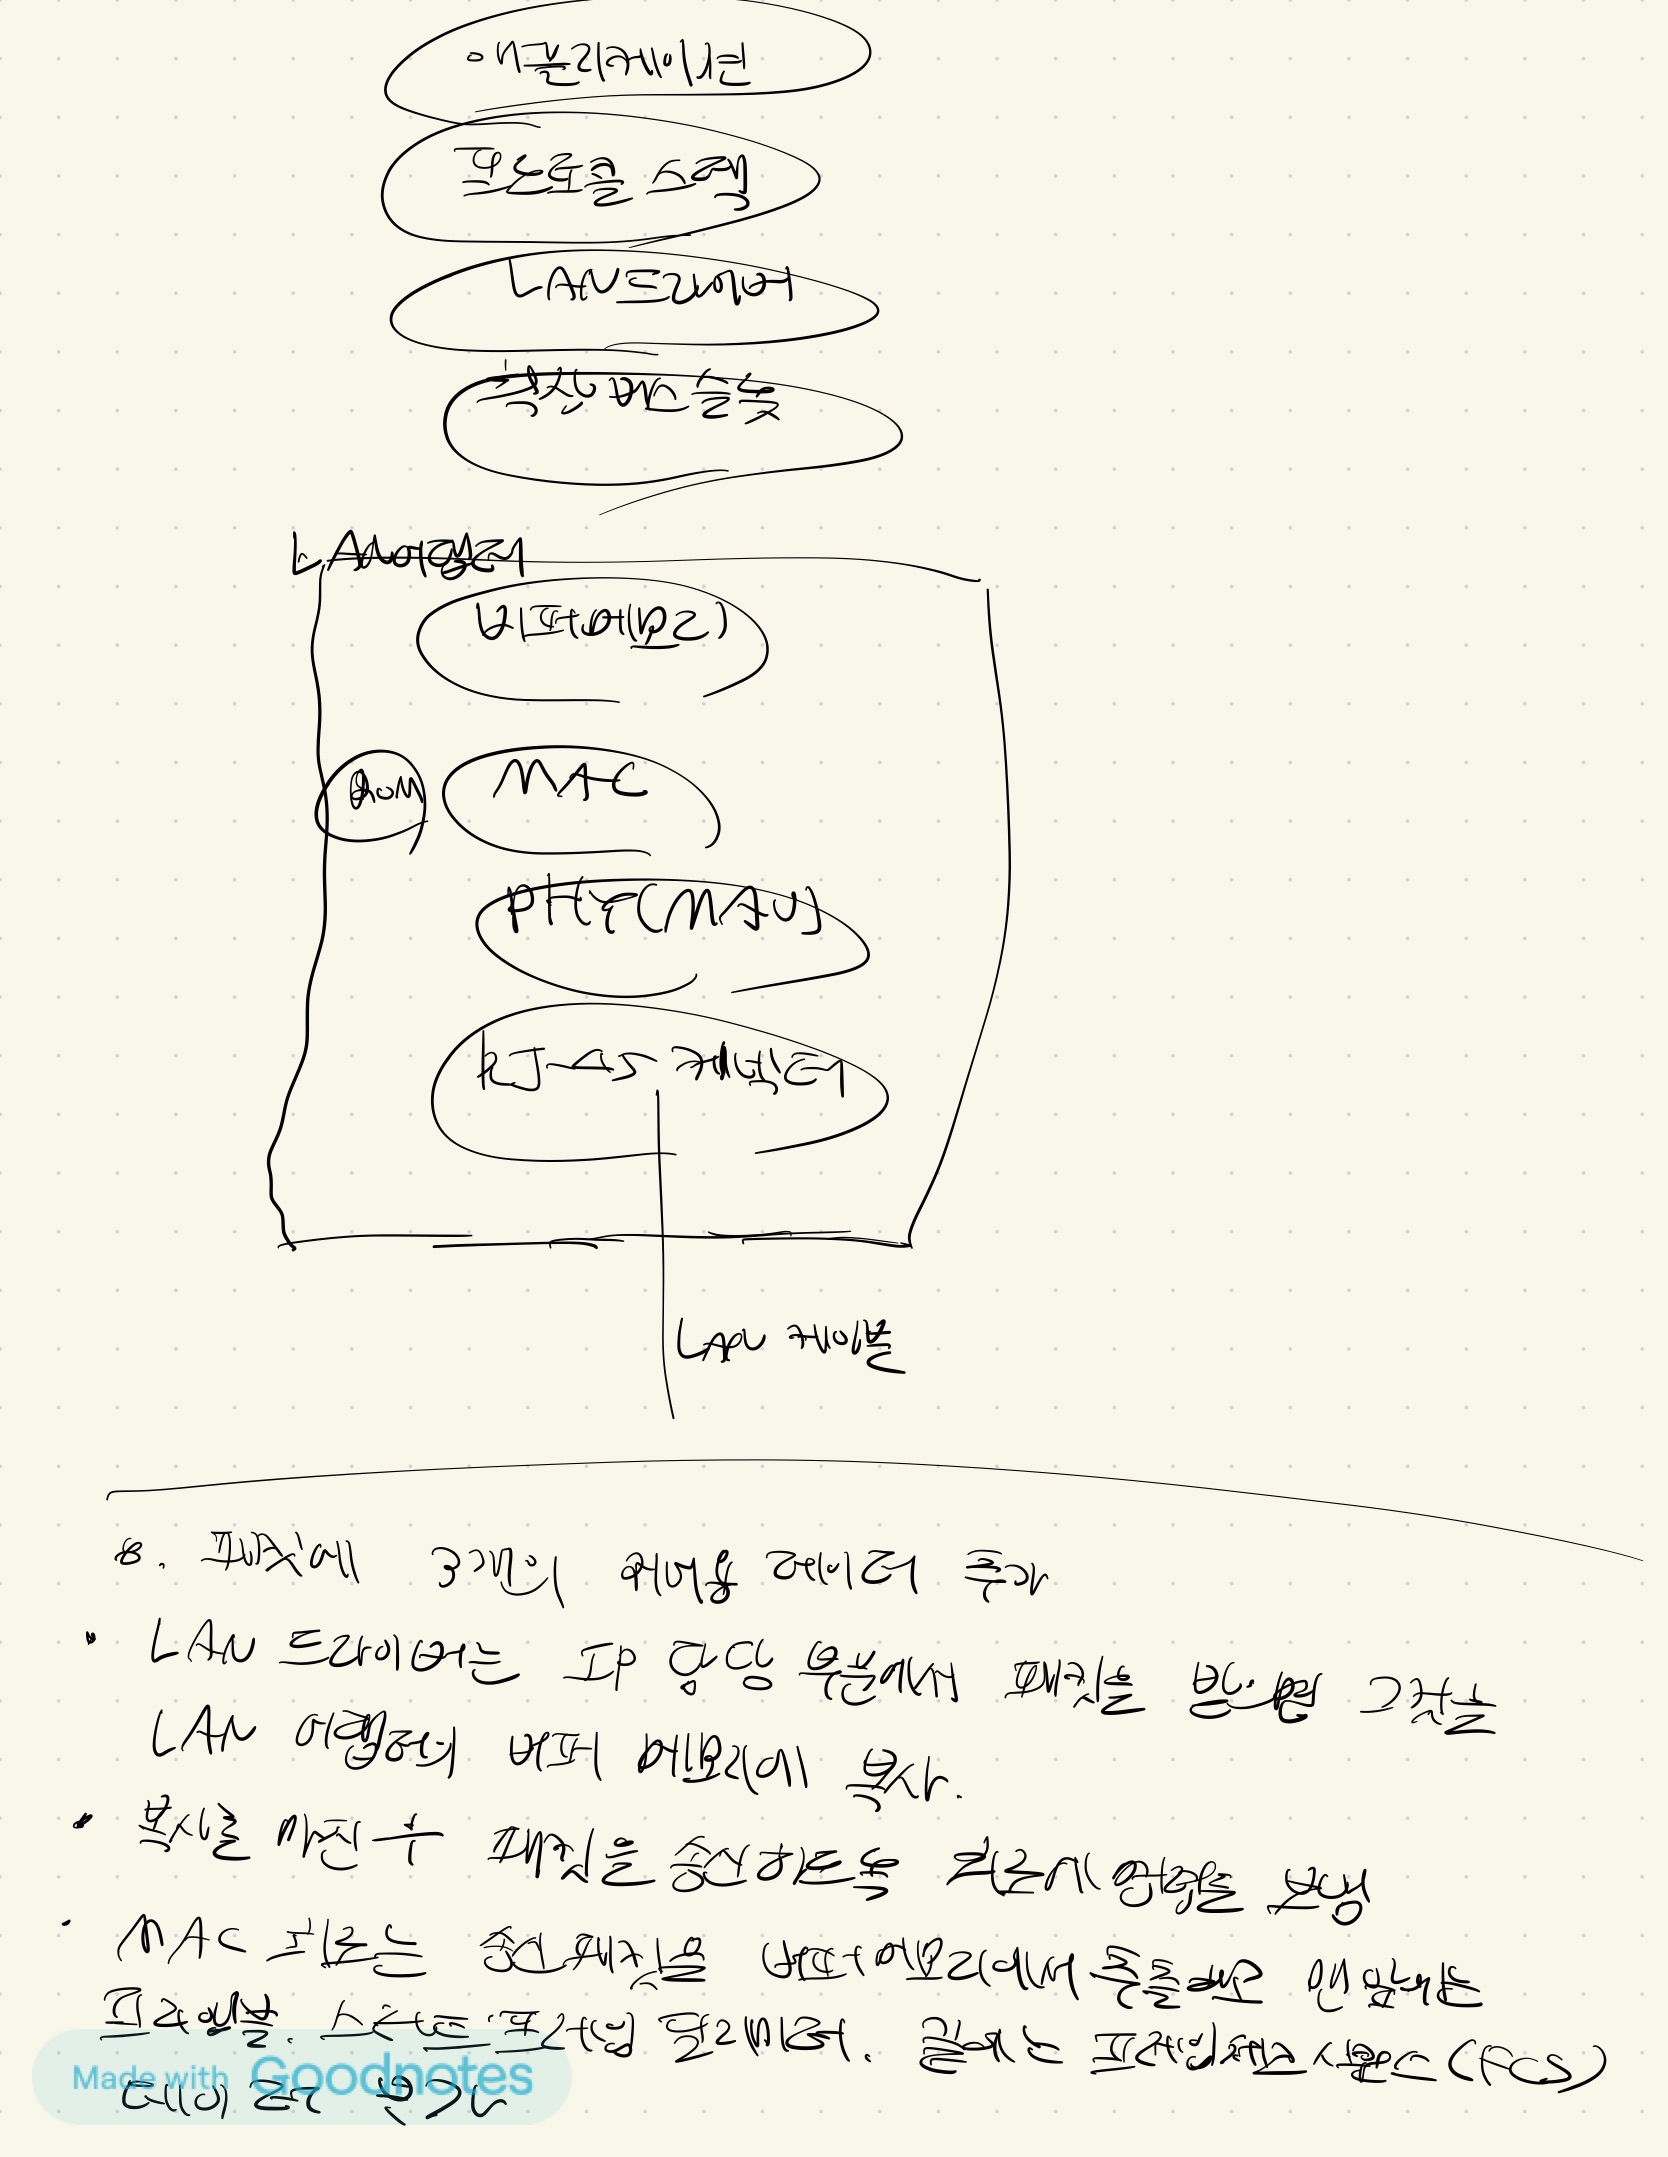 애플리케이션
프로토콜 스택
LAN드라이버
확장 버스 슬롯
LAN어댑터
버퍼메모리
ROM
MAC
PHY(MAU)
RJ-45 커넥터
LAN 케이블
8. 패킷에 3개의 제어용 데이터 추가
• LAN 드라이버는 IP 담당 부분에서 패킷을 받으면 그것을
LAN 어댑터의 버퍼 메모리에 복사.
• 복사를 마친 후 패킷을 송신하도록 회로에 명령을 보냄
• MAC 회로는 송신패킷을 버퍼 메모리에서 추출하고 맨 앞에는
프리앰블. 스타트 프레임 딜리미터. 끝에는 프레임체크 시퀀스(FCS)
데이터를 부가
Made with Goodnotes